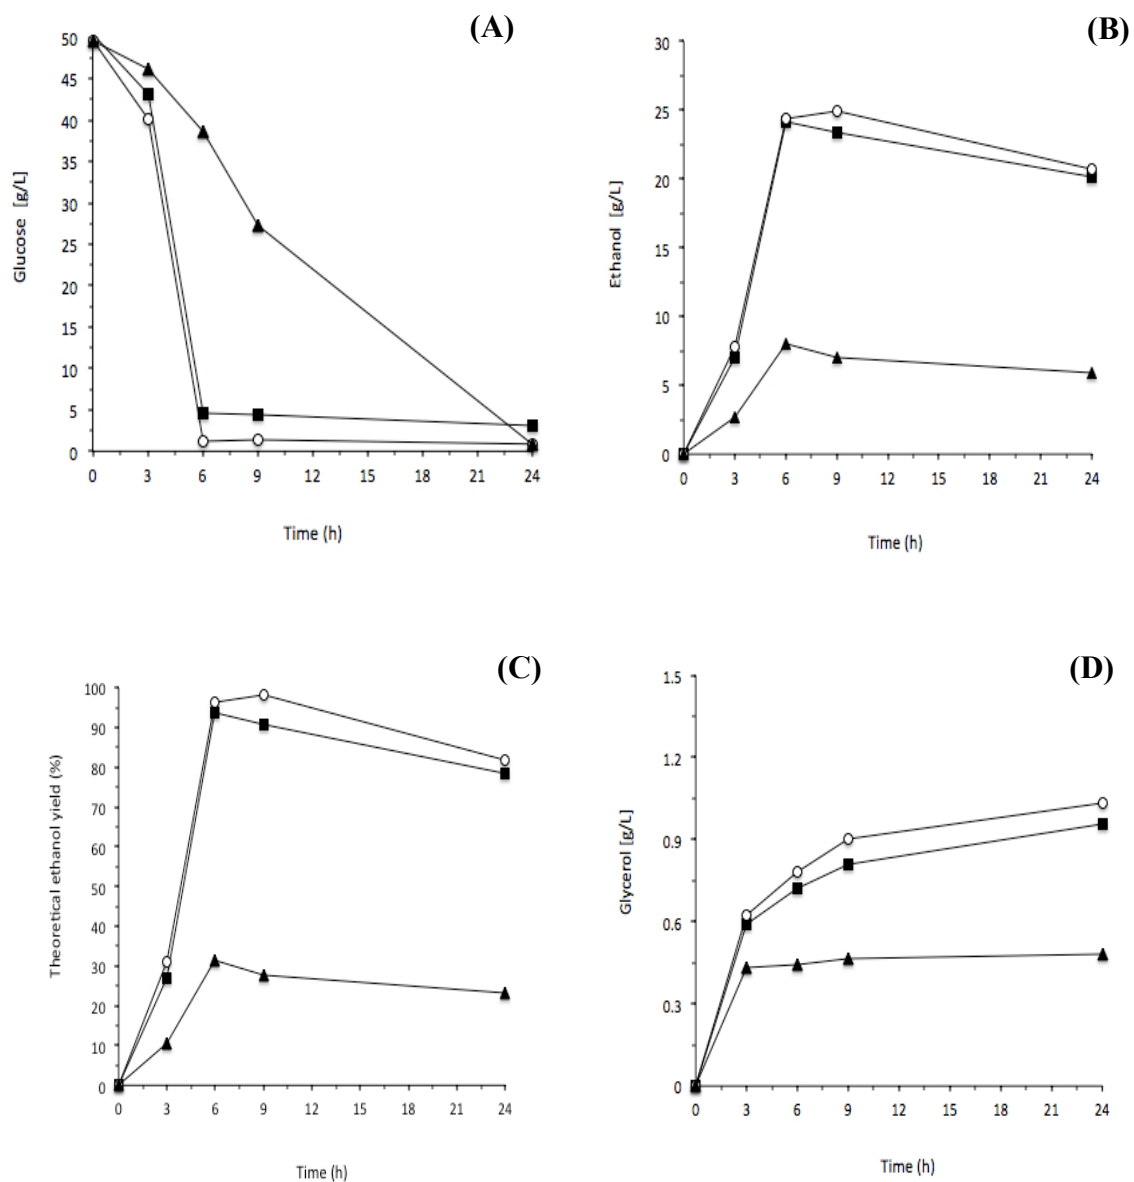 (A)
50
45
40
35
30
25
20
15
10
5
0
Glucose [g/L]
0 3 6 9 12 15 18 21 24
Time (h)
(B)
30
25
20
15
10
5
0
Ethanol [g/L]
0 3 6 9 12 15 18 21 24
Time (h)
(C)
100
90
80
70
60
50
40
30
20
10
0
Theoretical ethanol yield (%)
0 3 6 9 12 15 18 21 24
Time (h)
(D)
1.5
1.2
0.9
0.6
0.3
0
Glycerol [g/L]
0 3 6 9 12 15 18 21 24
Time (h)